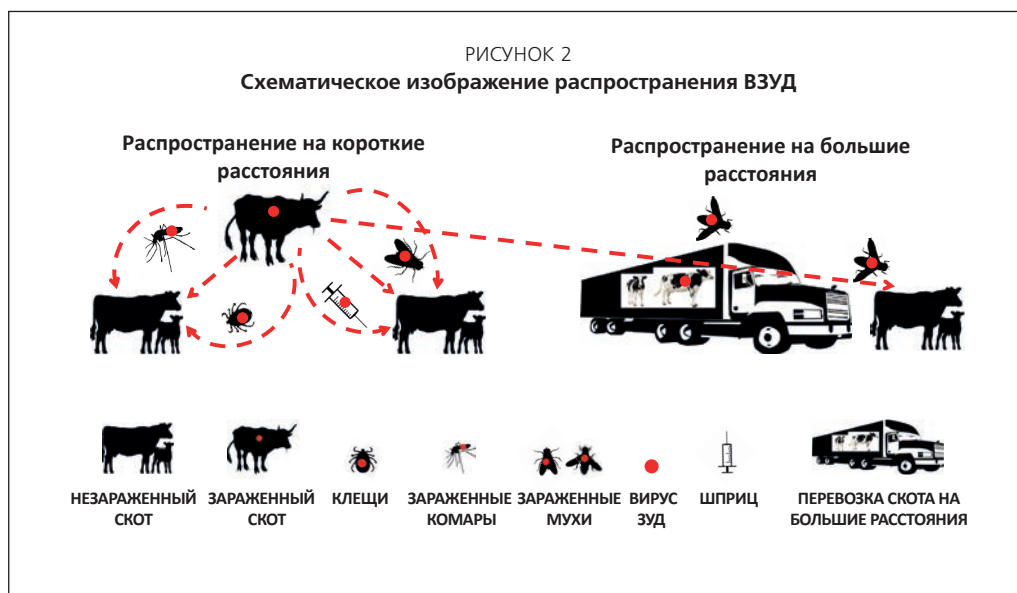 РИСУНОК 2
Схематическое изображение распространения ВЗУД
Распространение на короткие
расстояния
Распространение на большие
расстояния
НЕЗАРАЖЕННЫЙ
СКОТ
ЗАРАЖЕННЫЙ
СКОТ
КЛЕЩИ
ЗАРАЖЕННЫЕ
КОМАРЫ
ЗАРАЖЕННЫЕ
МУХИ
ВИРУС
ЗУД
ШПРИЦ
ПЕРЕВОЗКА СКОТА НА
БОЛЬШИЕ РАССТОЯНИЯ